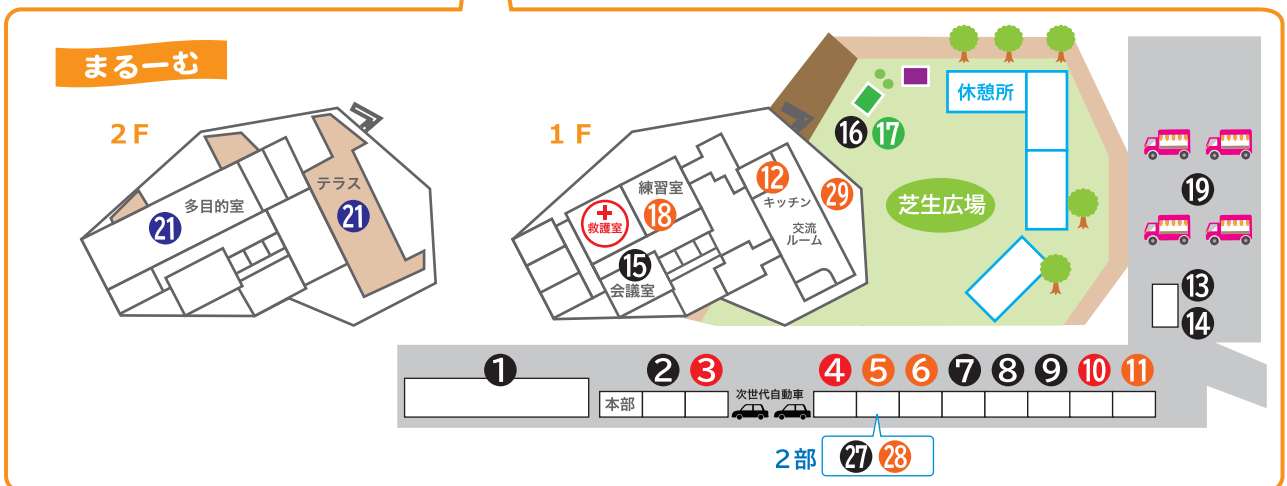 まるーむ
2F
1F
テラス
多目的室
21
21
練習室
救護室
18
15
会議室
12
キッチン
29
交流
ルーム
16
17
休憩所
芝生広場
19
13
14
1
2
3
本部
次世代自動車
4
5
6
7
8
9
10
11
2部
27
28